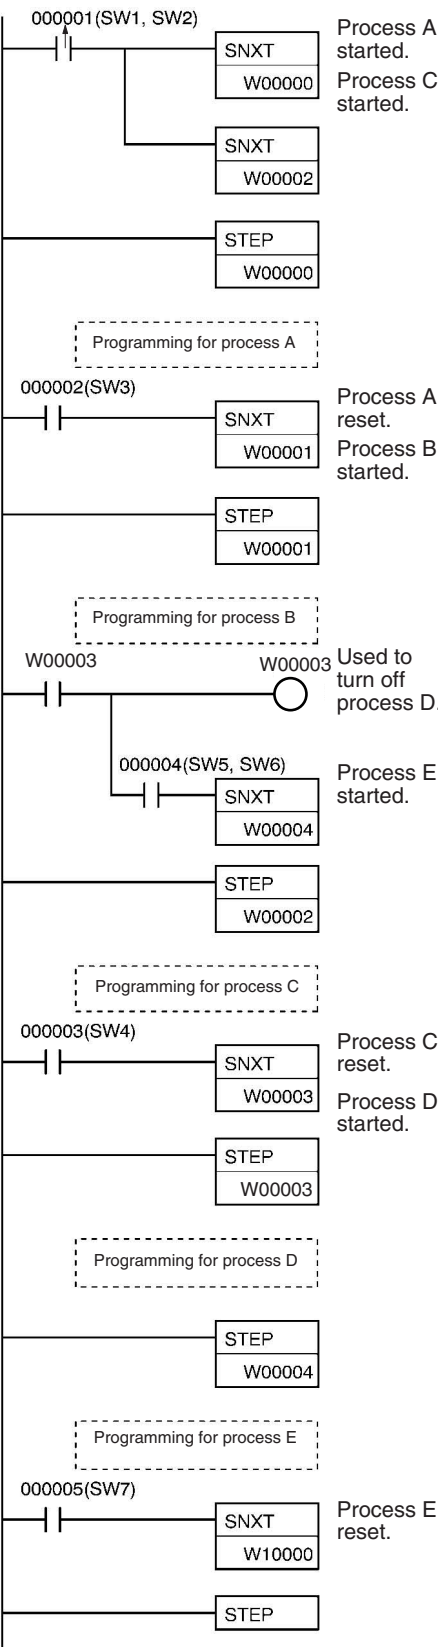 000001(SW1, SW2)
SNXT
W00000
Process A
started.
Process C
started.
SNXT
W00002
STEP
W00000
Programming for process A
000002(SW3)
SNXT
W00001
Process A
reset.
Process B
started.
STEP
W00001
Programming for process B
W00003
W00003
Used to
turn off
process D.
000004(SW5, SW6)
SNXT
W00004
Process E
started.
STEP
W00002
Programming for process C
000003(SW4)
SNXT
W00003
Process C
reset.
Process D
started.
STEP
W00003
Programming for process D
STEP
W00004
Programming for process E
000005(SW7)
SNXT
W10000
Process E
reset.
STEP